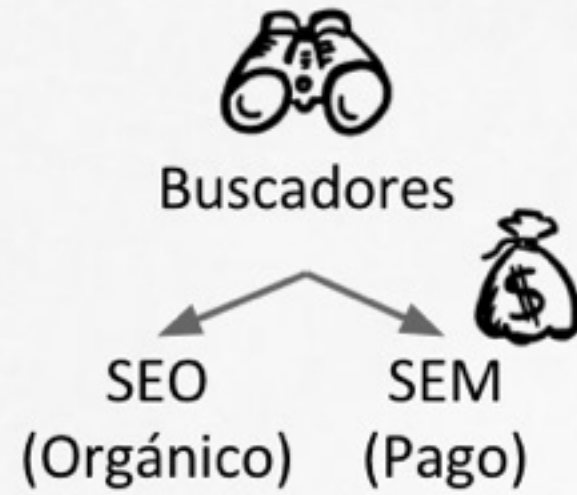 Buscadores
$
SEO
SEM
(Orgánico)
(Pago)